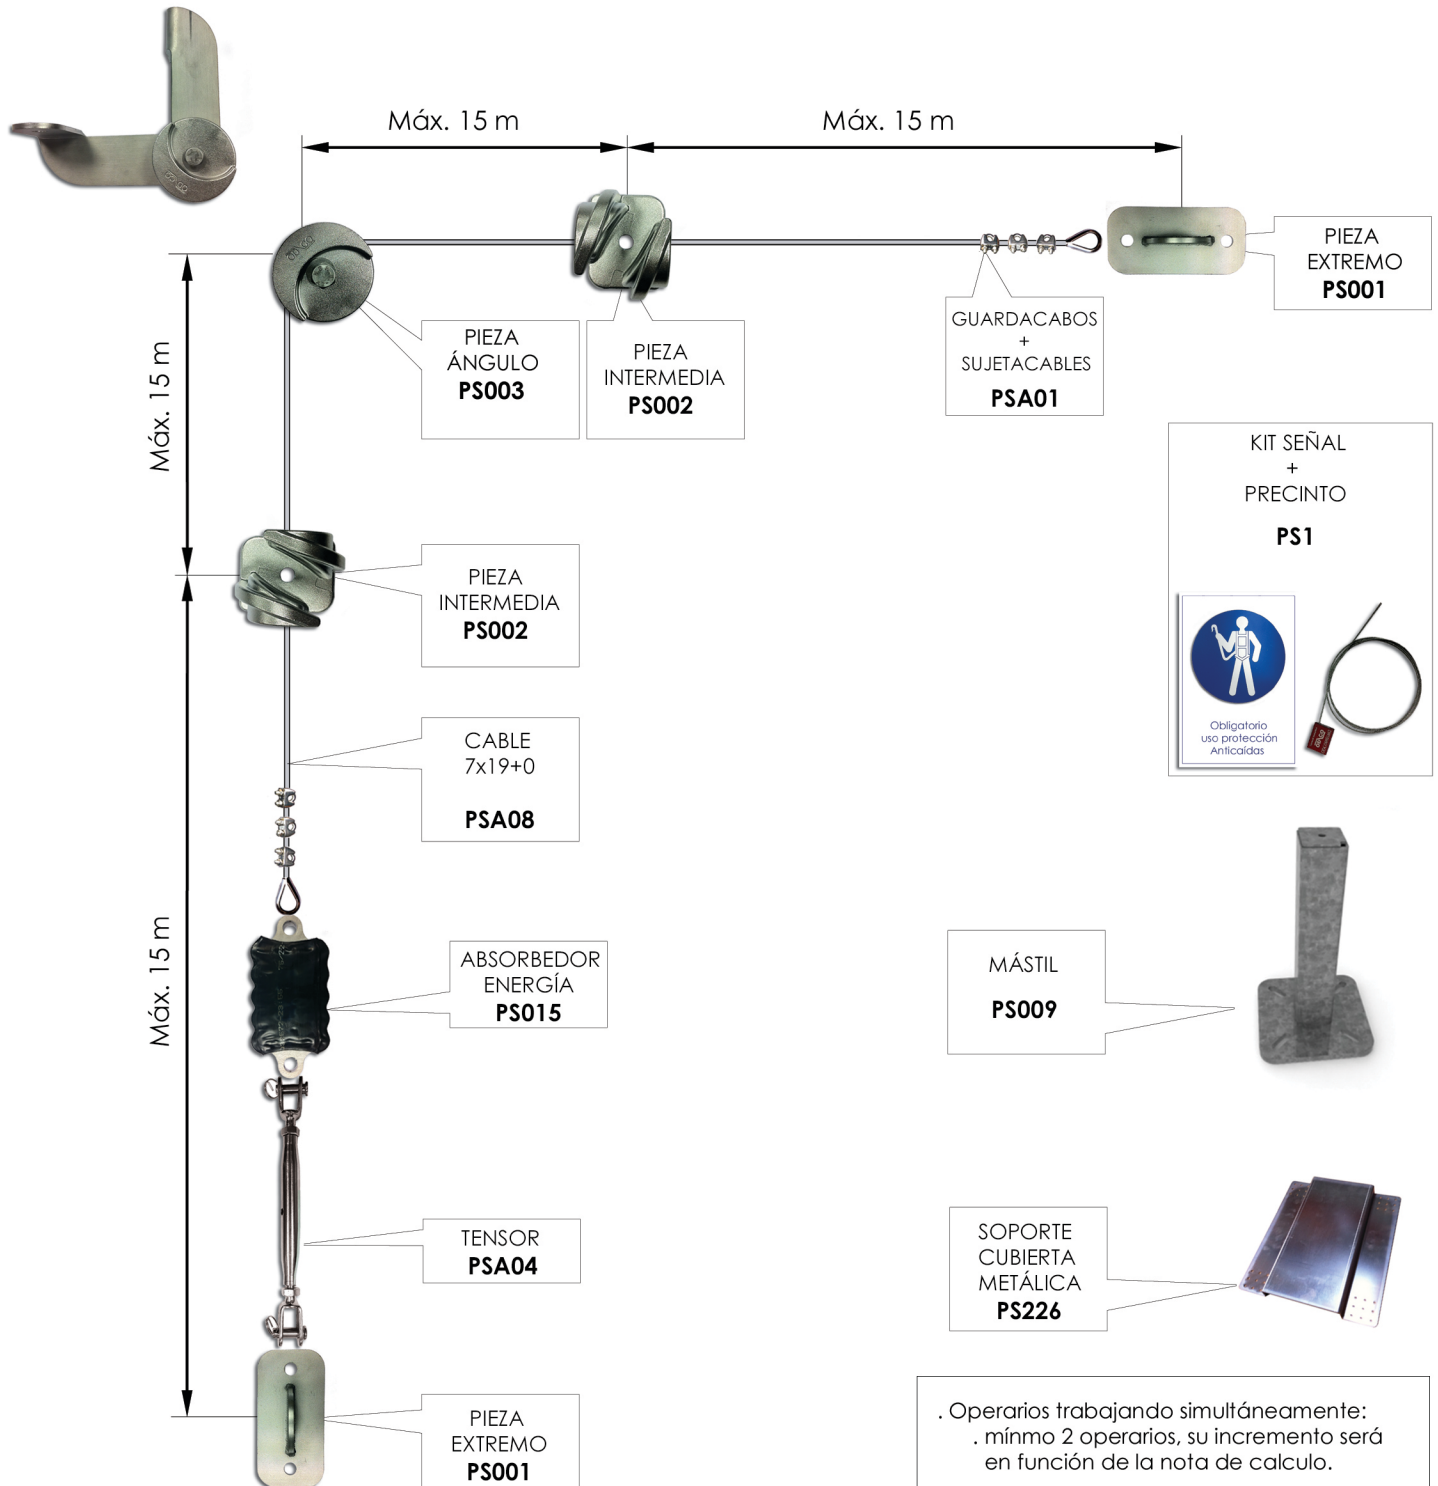 Máx. 15 m
Máx. 15 m
PIEZA
EXTREMO
PS001
GUARDACABOS
+
SUJETACABLES
PSA01
PIEZA
INTERMEDIA
PS002
PIEZA
ÁNGULO
PS003
Máx. 15 m
KIT SEÑAL
+
PRECINTO
PS1
Obligatorio
uso protección
Anticaídas
PIEZA
INTERMEDIA
PS002
CABLE
7x19+0
PSA08
Máx. 15 m
ABSORBEDOR
ENERGÍA
PS015
MÁSTIL
PS009
TENSOR
PSA04
SOPORTE
CUBIERTA
METÁLICA
PS226
PIEZA
EXTREMO
PS001
. Operarios trabajando simultáneamente:
. mínmo 2 operarios, su incremento será
en función de la nota de calculo.